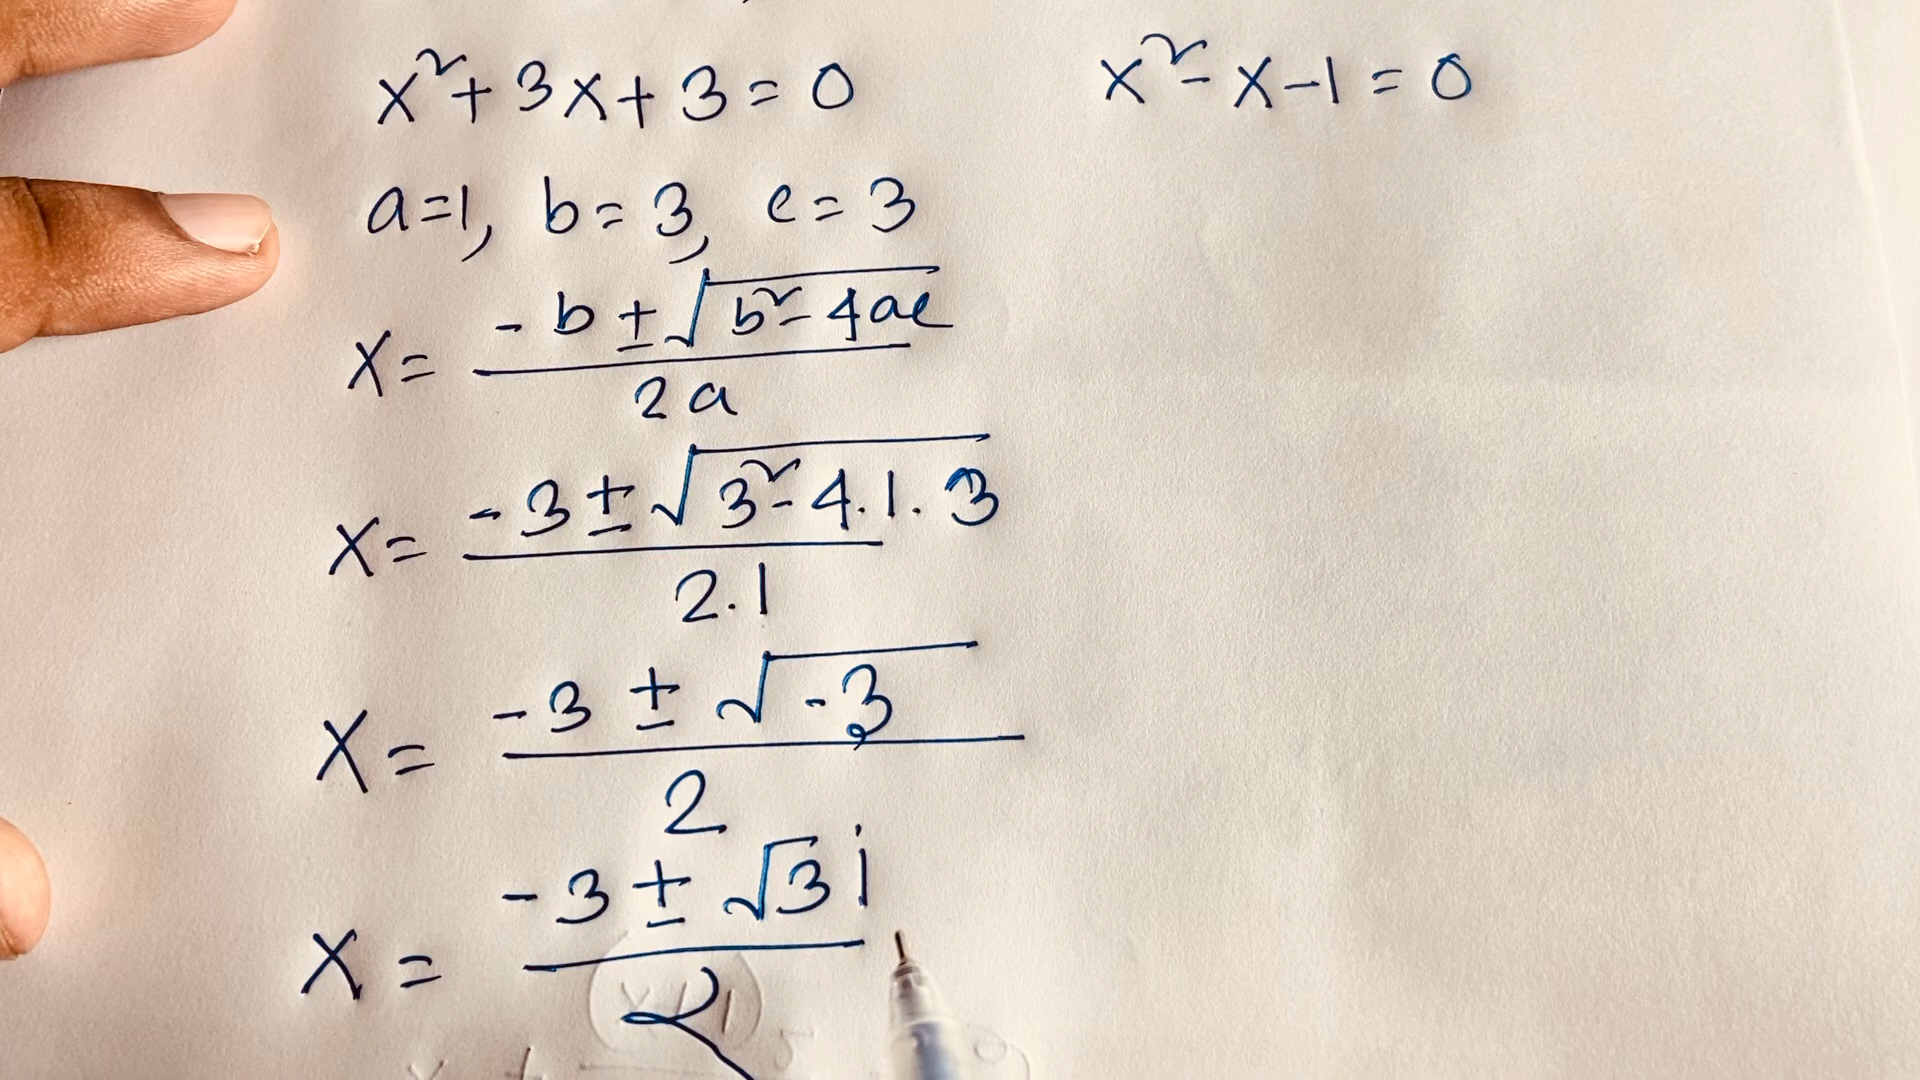 x² + 3x + 3 = 0
a=1, b = 3, c = 3
x = (-b ± √(b² - 4ac)) / 2a
x = (-3 ± √(3² - 4.1.3)) / 2.1
x = (-3 ± √(-3)) / 2
x = (-3 ± √3 i) / 2
x² - x - 1 = 0